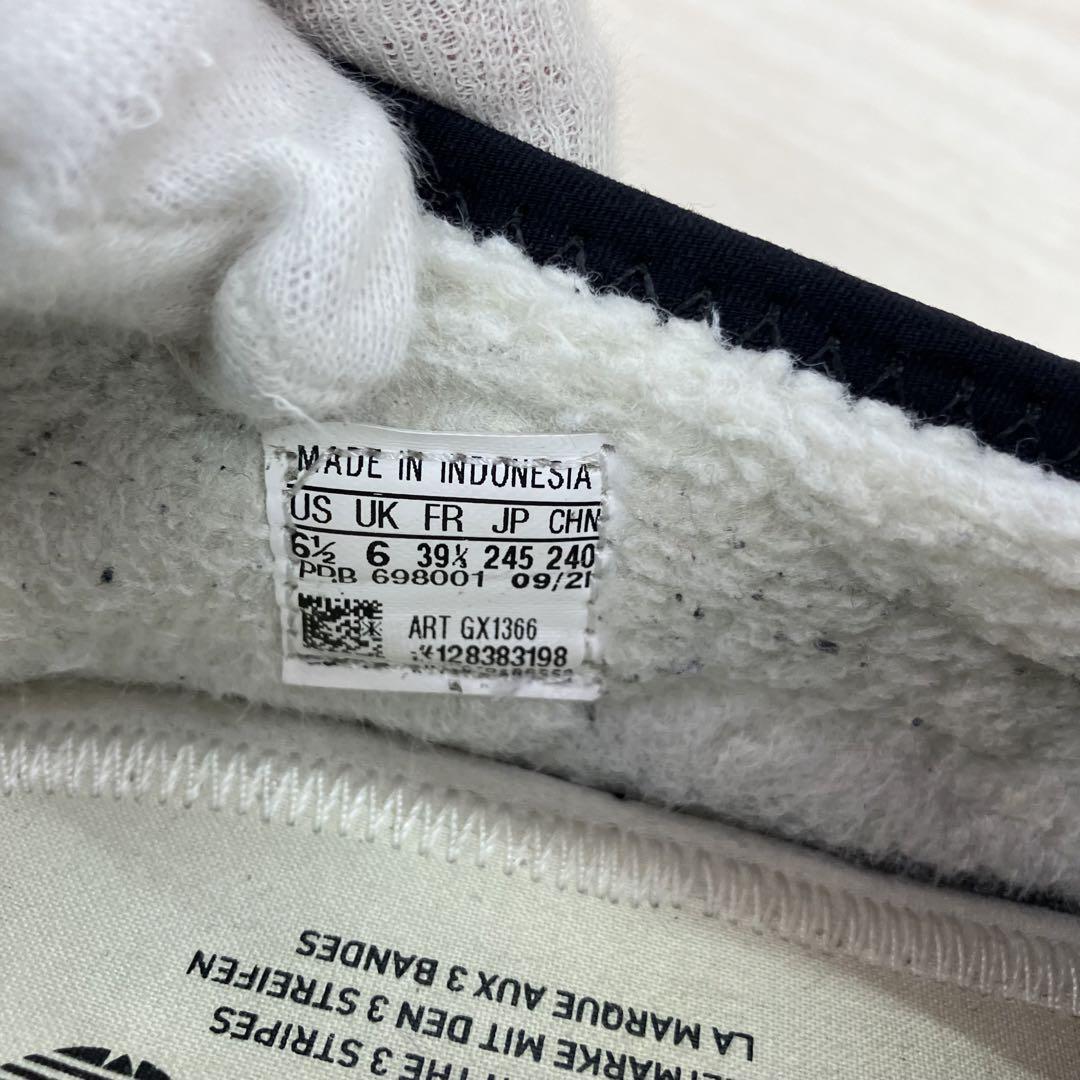 MADE IN INDONESIA
US UK FR JP CHN
6½ 6 39⅓ 245 240
PRB 698001 09/21
ART GX1366
128383198
THE 3 STRIPES
MARKE MIT DEN 3 STREIFEN
LA MARQUE AUX 3 BANDES